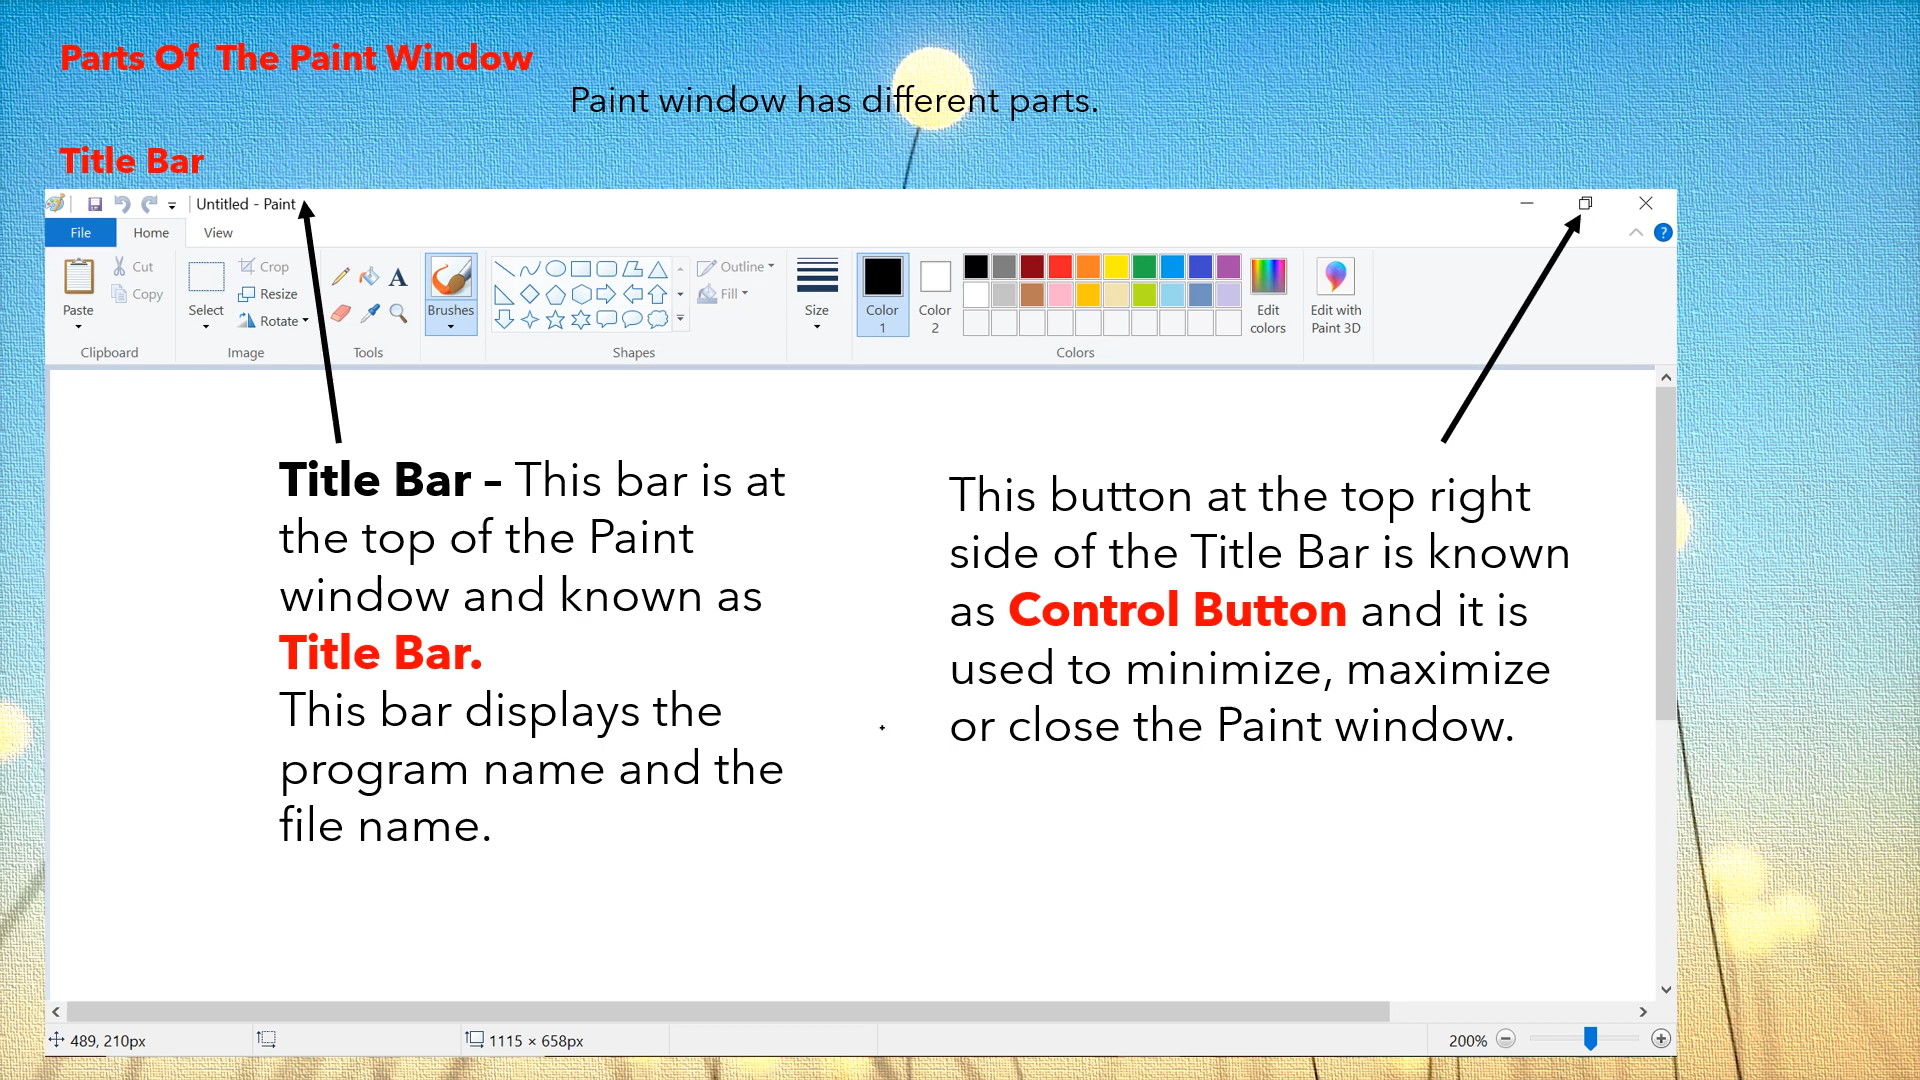 Parts Of The Paint Window
Paint window has different parts.
Title Bar
Untitled - Paint
File Home View
?
Paste
Cut
Copy
Clipboard
Select
Crop
Resize
Rotate
Image
A
Tools
Brushes
Shapes
Outline
Fill
Size
Color 1
Color 2
Colors
Edit colors
Edit with Paint 3D
Title Bar – This bar is at
the top of the Paint
window and known as
Title Bar.
This bar displays the
program name and the
file name.
This button at the top right
side of the Title Bar is known
as Control Button and it is
used to minimize, maximize
or close the Paint window.
489, 210px
1115 × 658px
200%